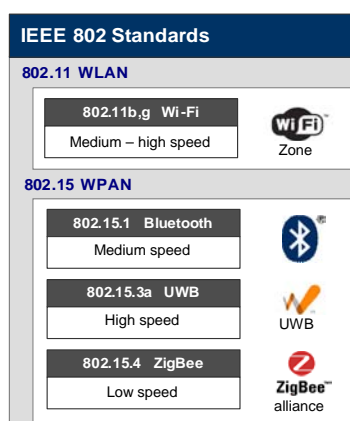 IEEE 802 Standards
802.11 WLAN
802.11b,g Wi-Fi
Medium – high speed
Wi Fi
Zone
802.15 WPAN
802.15.1 Bluetooth
Medium speed
802.15.3a UWB
High speed
UWB
802.15.4 ZigBee
Low speed
ZigBee™
alliance